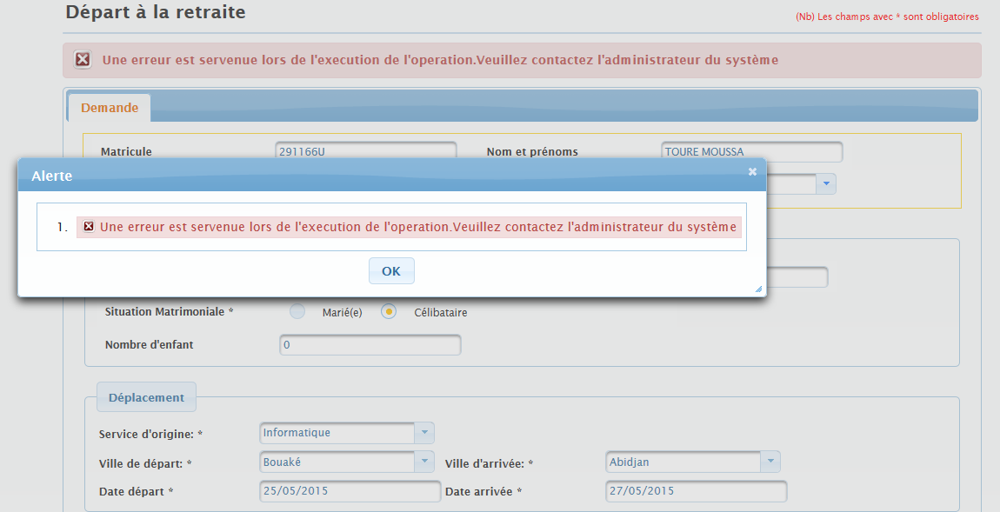 Départ à la retraite
(Nb) Les champs avec * sont obligatoires
Une erreur est servenue lors de l'execution de l'operation.Veuillez contactez l'administrateur du système
Demande
Matricule 291166U Nom et prénoms TOURE MOUSSA
Alerte
1. Une erreur est servenue lors de l'execution de l'operation.Veuillez contactez l'administrateur du système
OK
Situation Matrimoniale * Marié(e) Célibataire
Nombre d'enfant 0
Déplacement
Service d'origine: * Informatique
Ville de départ: * Bouaké Ville d'arrivée: * Abidjan
Date départ * 25/05/2015 Date arrivée * 27/05/2015